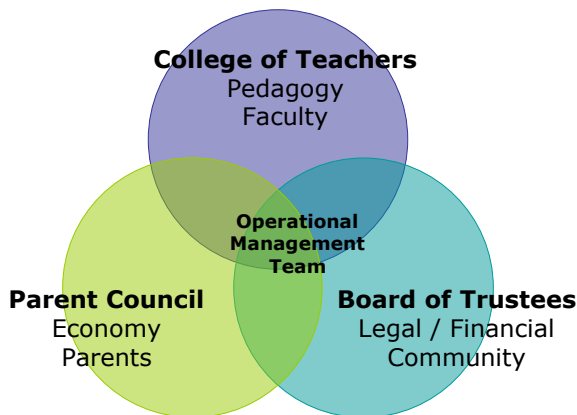 College of Teachers
Pedagogy
Faculty
Operational
Management
Team
Parent Council
Economy
Parents
Board of Trustees
Legal / Financial
Community